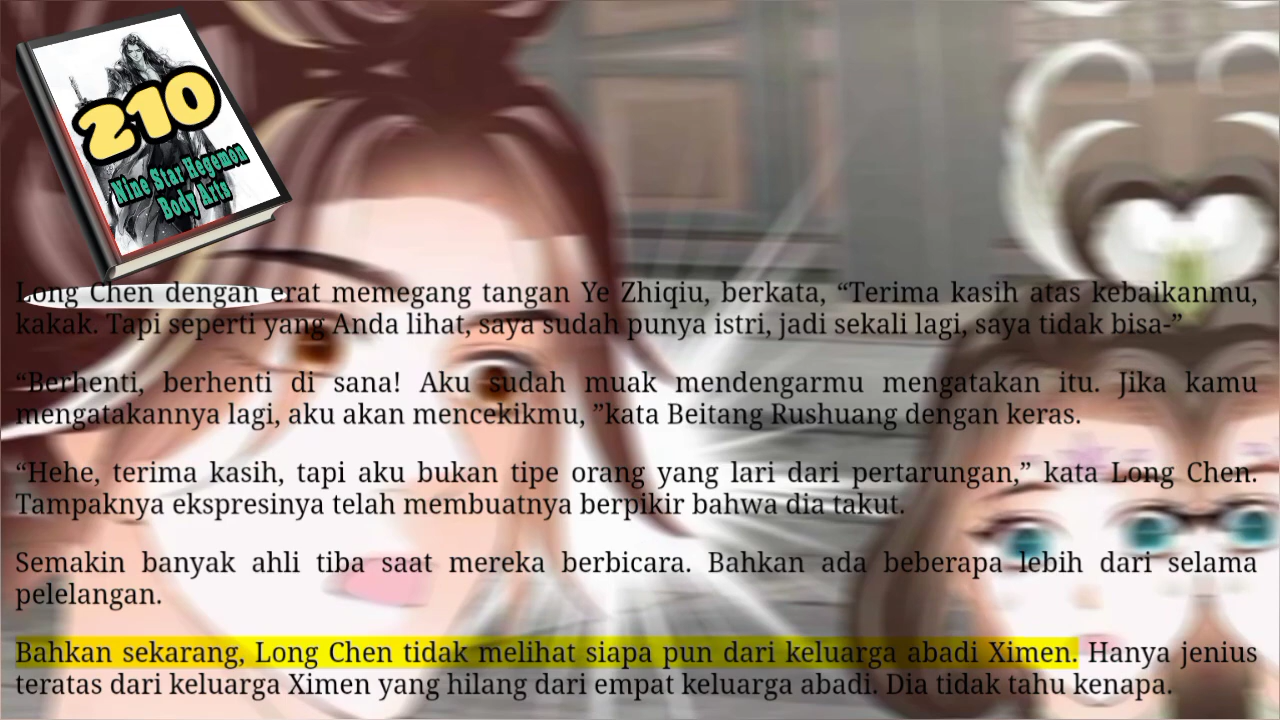 210
Nine Star Hegemon
Body Arts
Long Chen dengan erat memegang tangan Ye Zhiqiu, berkata, “Terima kasih atas kebaikanmu,
kakak. Tapi seperti yang Anda lihat, saya sudah punya istri, jadi sekali lagi, saya tidak bisa-”
“Berhenti, berhenti di sana! Aku sudah muak mendengarmu mengatakan itu. Jika kamu
mengatakannya lagi, aku akan mencekikmu, ”kata Beitang Rushuang dengan keras.
“Hehe, terima kasih, tapi aku bukan tipe orang yang lari dari pertarungan,” kata Long Chen.
Tampaknya ekspresinya telah membuatnya berpikir bahwa dia takut.
Semakin banyak ahli tiba saat mereka berbicara. Bahkan ada beberapa lebih dari selama
pelelangan.
Bahkan sekarang, Long Chen tidak melihat siapa pun dari keluarga abadi Ximen. Hanya jenius
teratas dari keluarga Ximen yang hilang dari empat keluarga abadi. Dia tidak tahu kenapa.